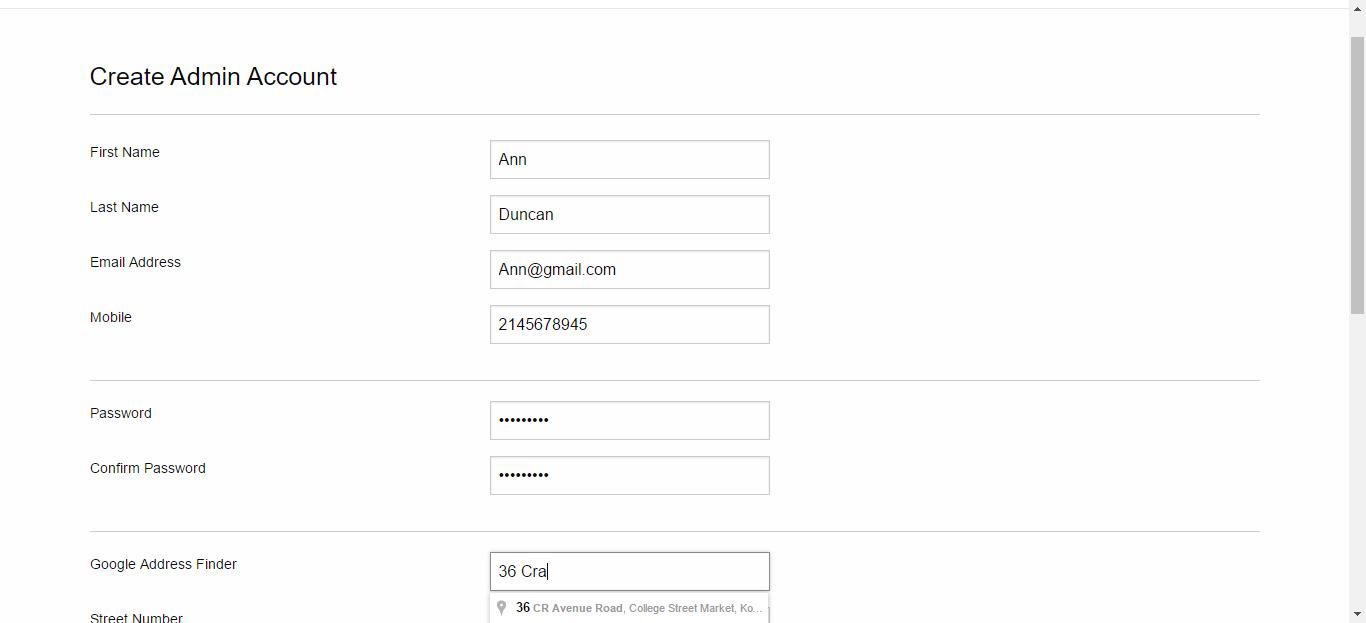 Create Admin Account
First Name
Ann
Last Name
Duncan
Email Address
Ann@gmail.com
Mobile
2145678945
Password
•••••••••
Confirm Password
•••••••••
Google Address Finder
36 Cra
36 CR Avenue Road, College Street Market, Ko...
Street Number